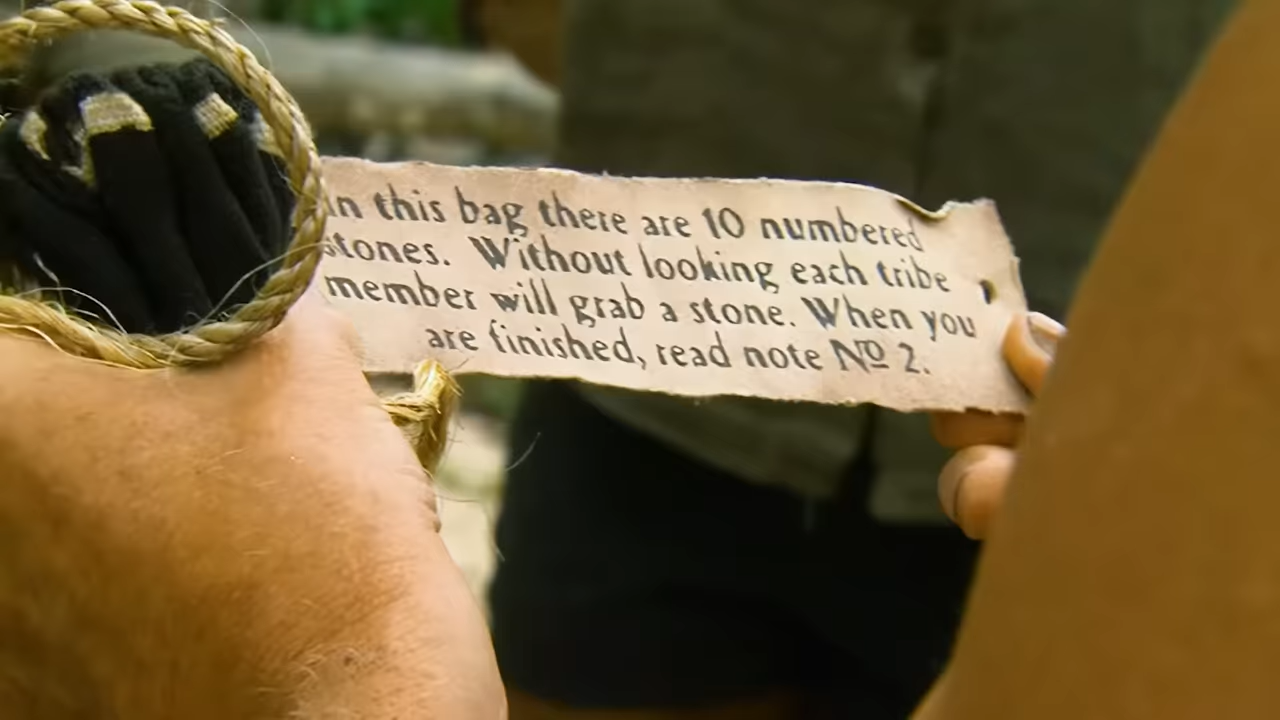 In this bag there are 10 numbered
stones. Without looking each tribe
member will grab a stone. When you
are finished, read note Nº 2.